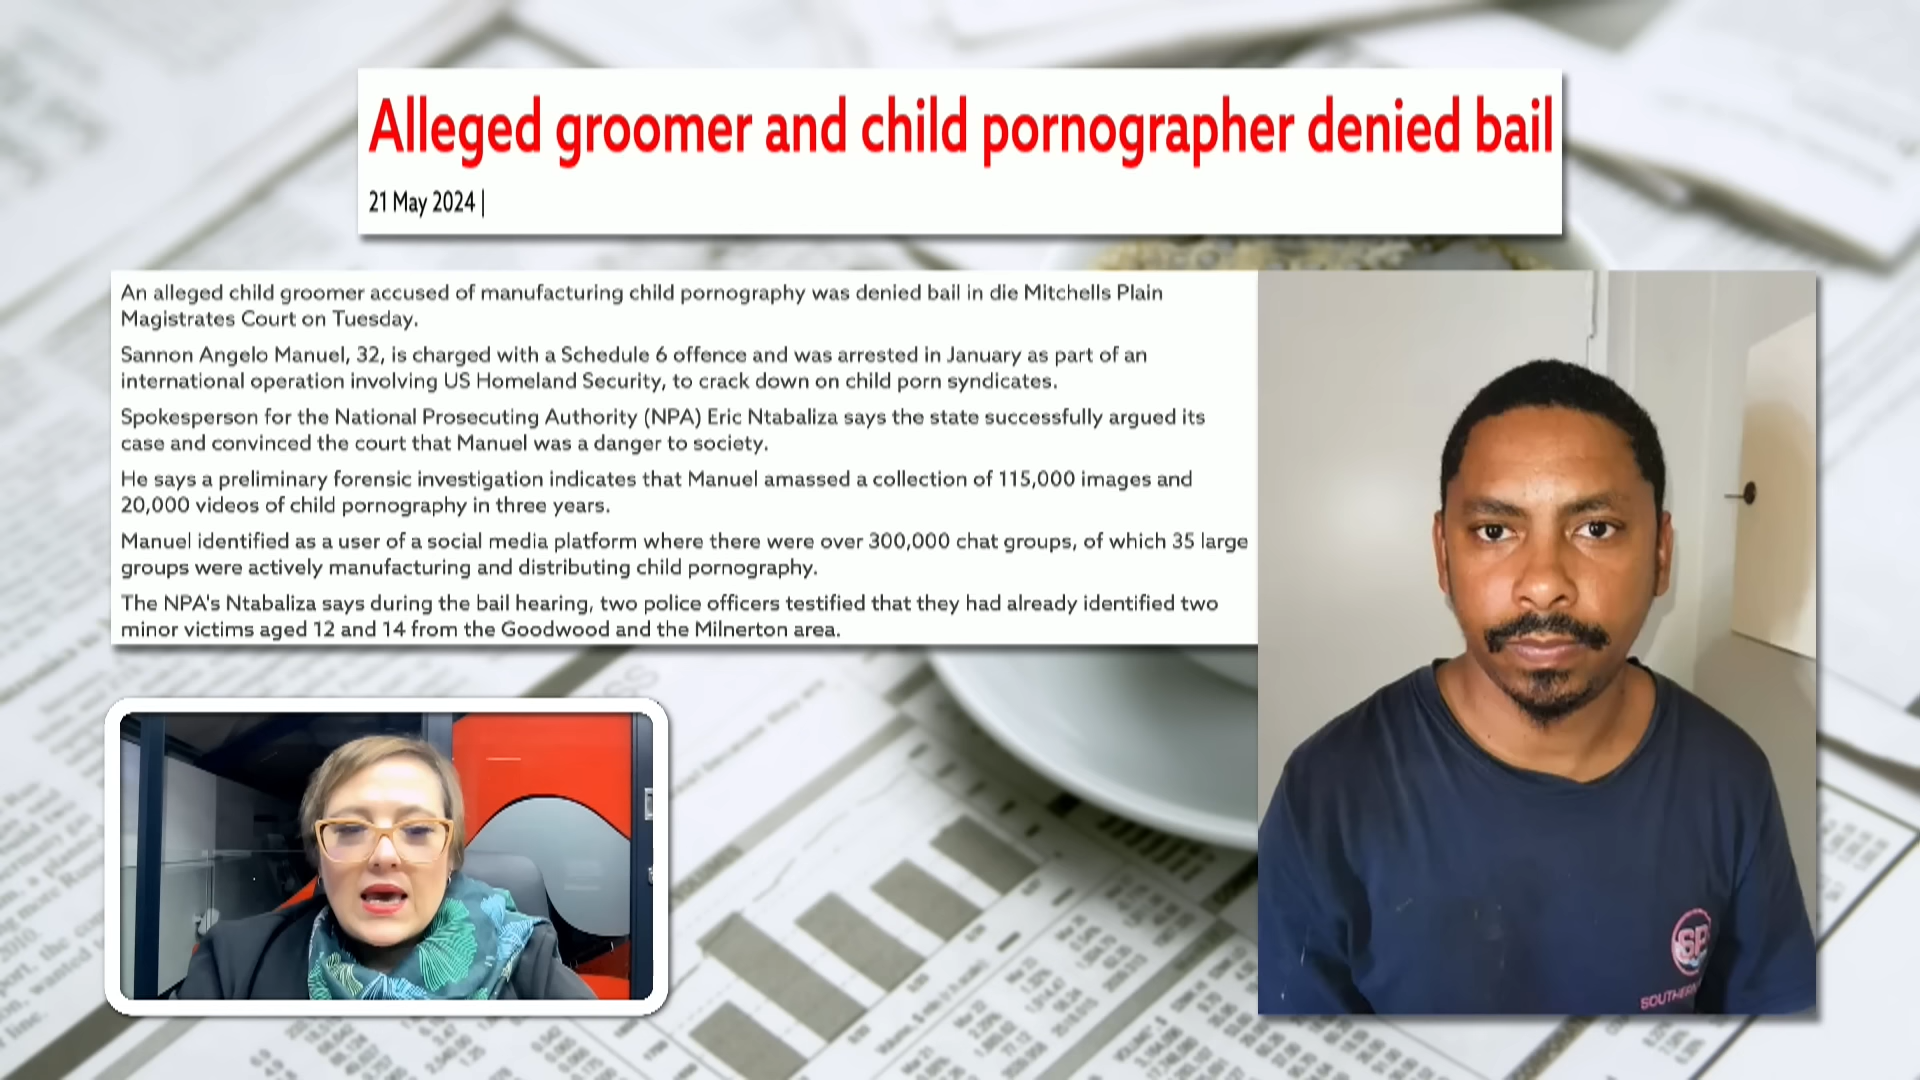 Alleged groomer and child pornographer denied bail
21 May 2024 |
An alleged child groomer accused of manufacturing child pornography was denied bail in die Mitchells Plain
Magistrates Court on Tuesday.
Sannon Angelo Manuel, 32, is charged with a Schedule 6 offence and was arrested in January as part of an
international operation involving US Homeland Security, to crack down on child porn syndicates.
Spokesperson for the National Prosecuting Authority (NPA) Eric Ntabaliza says the state successfully argued its
case and convinced the court that Manuel was a danger to society.
He says a preliminary forensic investigation indicates that Manuel amassed a collection of 115,000 images and
20,000 videos of child pornography in three years.
Manuel identified as a user of a social media platform where there were over 300,000 chat groups, of which 35 large
groups were actively manufacturing and distributing child pornography.
The NPA's Ntabaliza says during the bail hearing, two police officers testified that they had already identified two
minor victims aged 12 and 14 from the Goodwood and the Milnerton area.
SOUTHERN